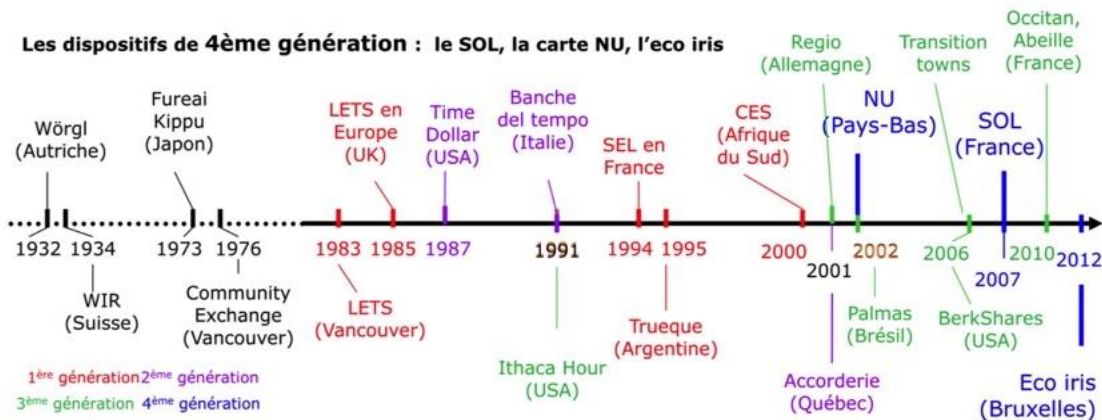 Les dispositifs de 4ème génération : le SOL, la carte NU, l'eco iris
Wörgl
(Autriche)
Fureai
Kippu
(Japon)
LETS en
Europe
(UK)
Time
Dollar
(USA)
Banche
del tempo
(Italie)
SEL en
France
CES
(Afrique
du Sud)
Regio
(Allemagne)
NU
(Pays-Bas)
Transition
towns
SOL
(France)
Occitan,
Abeille
(France)
1932
1934
1973
1976
1983
1985
1987
1991
1994
1995
2000
2001
2002
2006
2007
2010
2012
WIR
(Suisse)
Community
Exchange
(Vancouver)
LETS
(Vancouver)
Ithaca Hour
(USA)
Trueque
(Argentine)
Accorderie
(Québec)
Palmas
(Brésil)
BerkShares
(USA)
Eco iris
(Bruxelles)
1ère génération 2ème génération
3ème génération 4ème génération